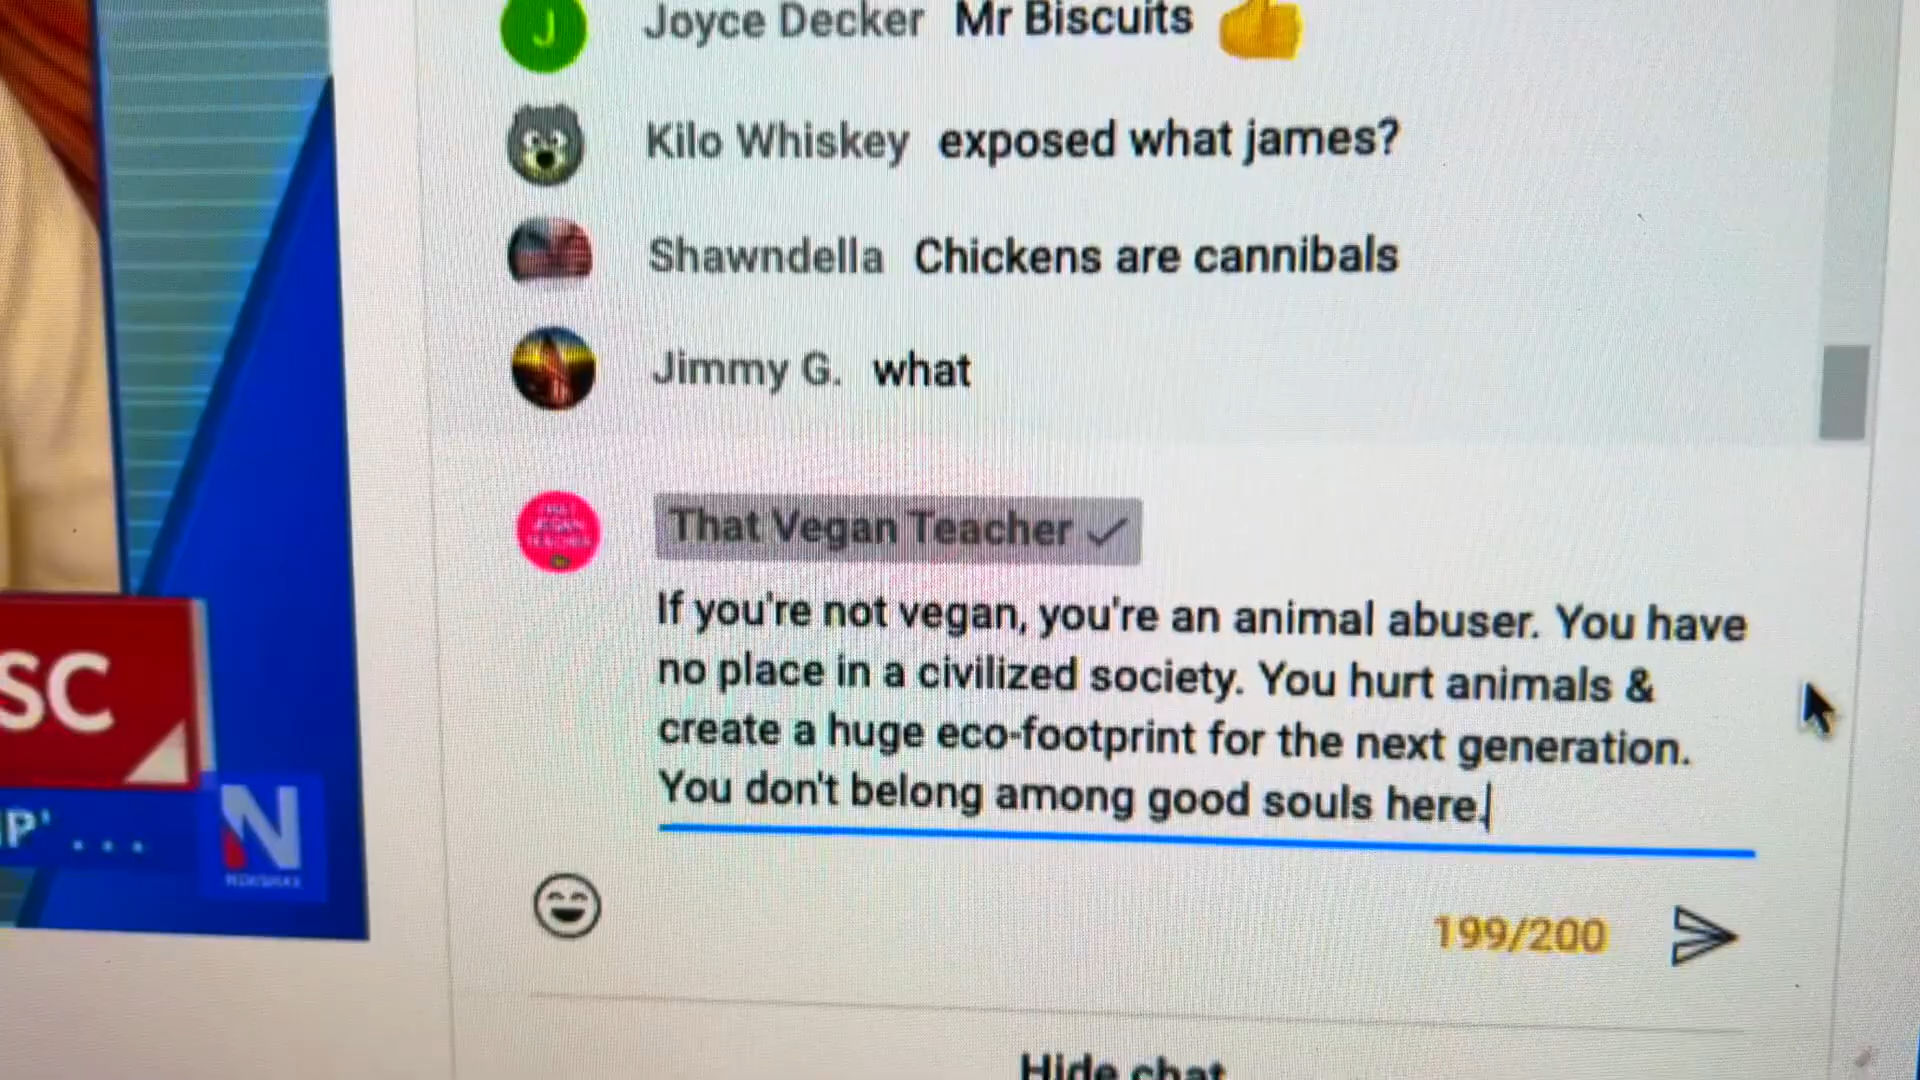 J
Joyce Decker Mr Biscuits
Kilo Whiskey exposed what james?
Shawndella Chickens are cannibals
Jimmy G. what
That Vegan Teacher
If you're not vegan, you're an animal abuser. You have
no place in a civilized society. You hurt animals &
create a huge eco-footprint for the next generation.
You don't belong among good souls here.
199/200
Hide chat
SC
P' ...
N
NEWSMAX